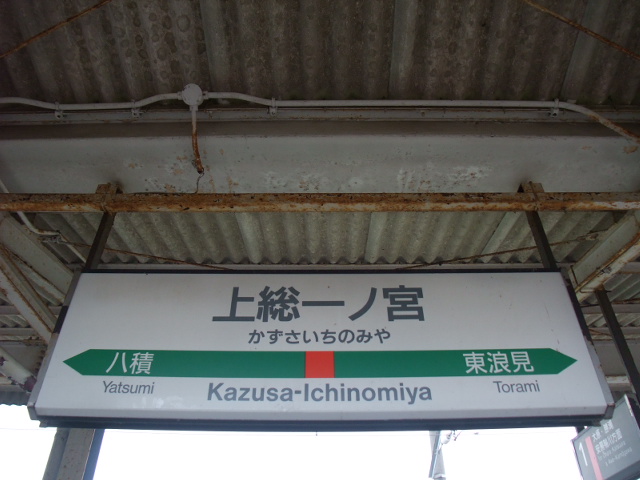 上総一ノ宮
かずさいちのみや
八積 東浪見
Yatsumi Kazusa-Ichinomiya Torami
1